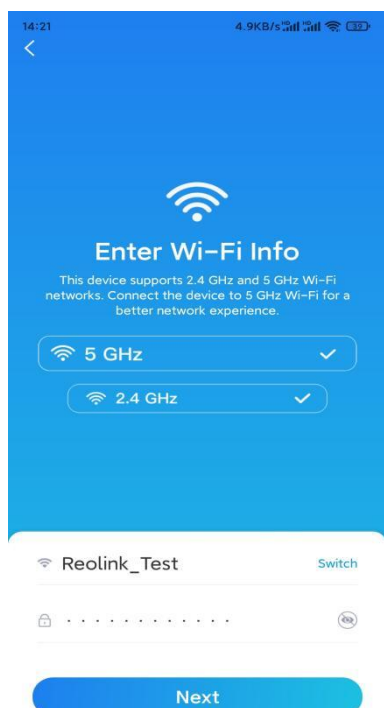 14:21
4.9KB/s HD HD 39
Enter Wi-Fi Info
This device supports 2.4 GHz and 5 GHz Wi-Fi
networks. Connect the device to 5 GHz Wi-Fi for a
better network experience.
5 GHz
2.4 GHz
Reolink_Test
Switch
Next